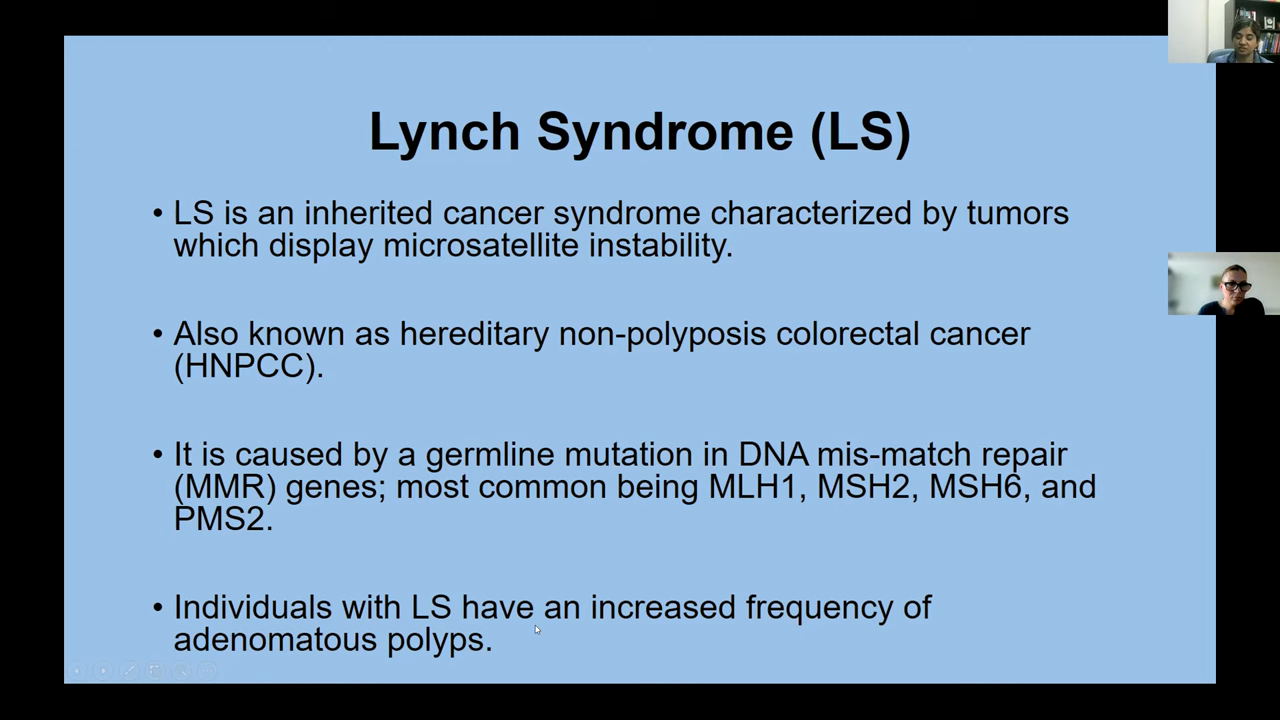 Lynch Syndrome (LS)
• LS is an inherited cancer syndrome characterized by tumors
which display microsatellite instability.
• Also known as hereditary non-polyposis colorectal cancer
(HNPCC).
• It is caused by a germline mutation in DNA mis-match repair
(MMR) genes; most common being MLH1, MSH2, MSH6, and
PMS2.
• Individuals with LS have an increased frequency of
adenomatous polyps.